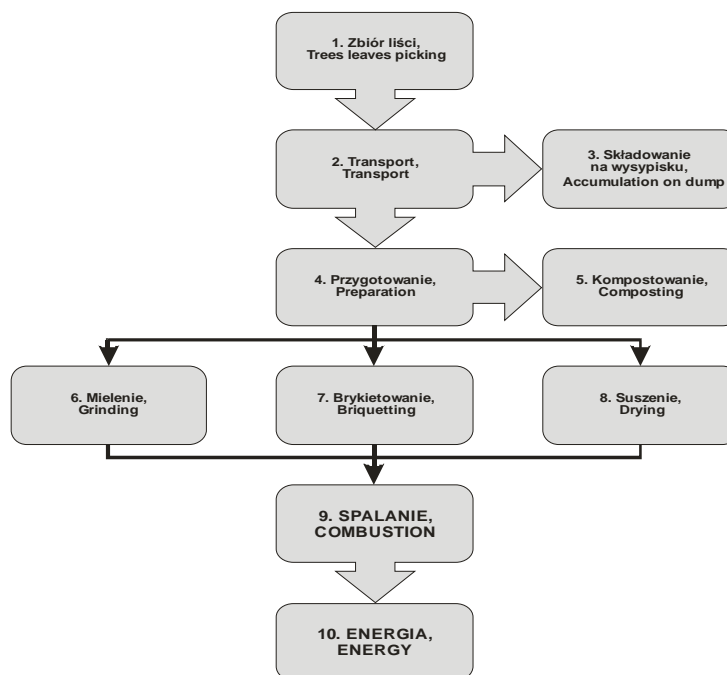 1. Zbiór liści,
Trees leaves picking
2. Transport,
Transport
3. Składowanie
na wysypisku,
Accumulation on dump
4. Przygotowanie,
Preparation
5. Kompostowanie,
Composting
6. Mielenie,
Grinding
7. Brykietowanie,
Briquetting
8. Suszenie,
Drying
9. SPALANIE,
COMBUSTION
10. ENERGIA,
ENERGY